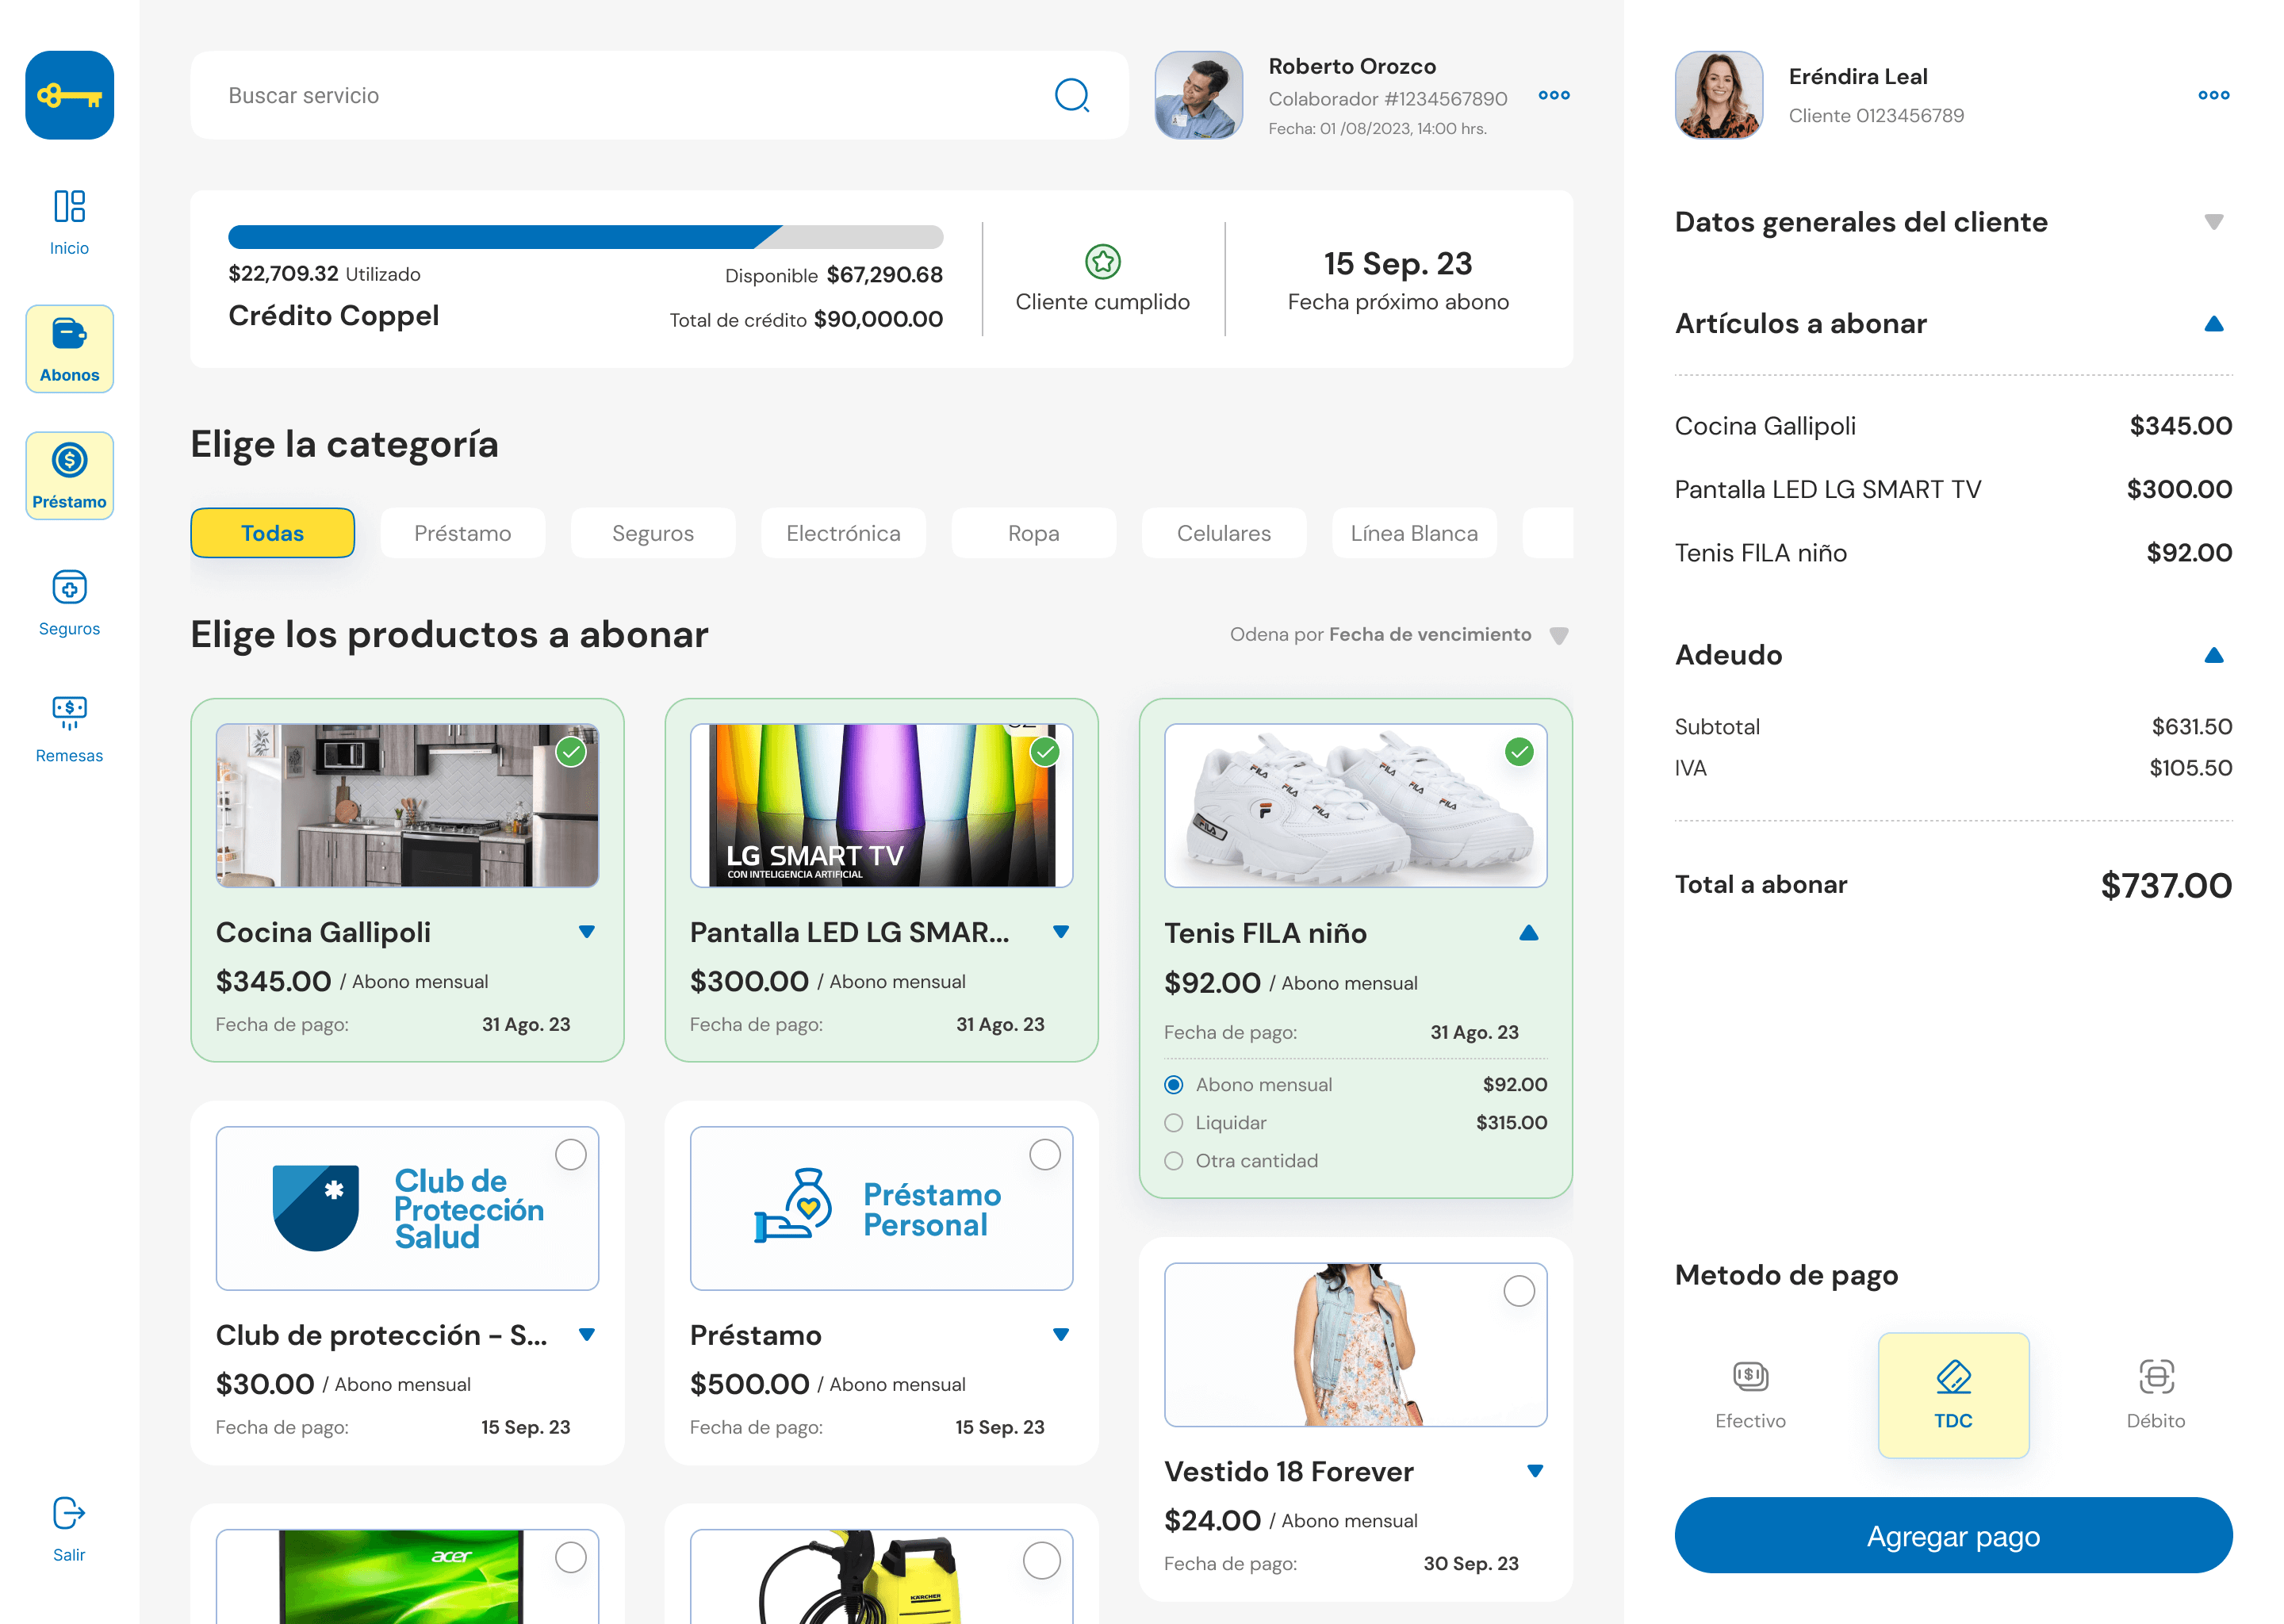 Inicio
Abonos
Préstamo
Seguros
Remesas
Salir
Buscar servicio
Roberto Orozco
Colaborador #1234567890
Fecha: 01 /08/2023, 14:00 hrs.
$22,709.32 Utilizado
Disponible $67,290.68
Crédito Coppel
Total de crédito $90,000.00
Cliente cumplido
15 Sep. 23
Fecha próximo abono
Elige la categoría
Todas
Préstamo
Seguros
Electrónica
Ropa
Celulares
Línea Blanca
Elige los productos a abonar
Odena por Fecha de vencimiento
LG SMART TV
CON INTELIGENCIA ARTIFICIAL
FILA
FILA
FILA
FILA
FILA
FILA
Cocina Gallipoli
$345.00 / Abono mensual
Fecha de pago: 31 Ago. 23
Pantalla LED LG SMAR...
$300.00 / Abono mensual
Fecha de pago: 31 Ago. 23
Tenis FILA niño
$92.00 / Abono mensual
Fecha de pago: 31 Ago. 23
Abono mensual $92.00
Liquidar $315.00
Otra cantidad
Club de
Protección
Salud
Club de protección - S...
$30.00 / Abono mensual
Fecha de pago: 15 Sep. 23
Préstamo
Personal
Préstamo
$500.00 / Abono mensual
Fecha de pago: 15 Sep. 23
Vestido 18 Forever
$24.00 / Abono mensual
Fecha de pago: 30 Sep. 23
acer
KARCHER
Eréndira Leal
Cliente 0123456789
Datos generales del cliente
Artículos a abonar
Cocina Gallipoli $345.00
Pantalla LED LG SMART TV $300.00
Tenis FILA niño $92.00
Adeudo
Subtotal $631.50
IVA $105.50
Total a abonar $737.00
Metodo de pago
Efectivo
TDC
Débito
Agregar pago